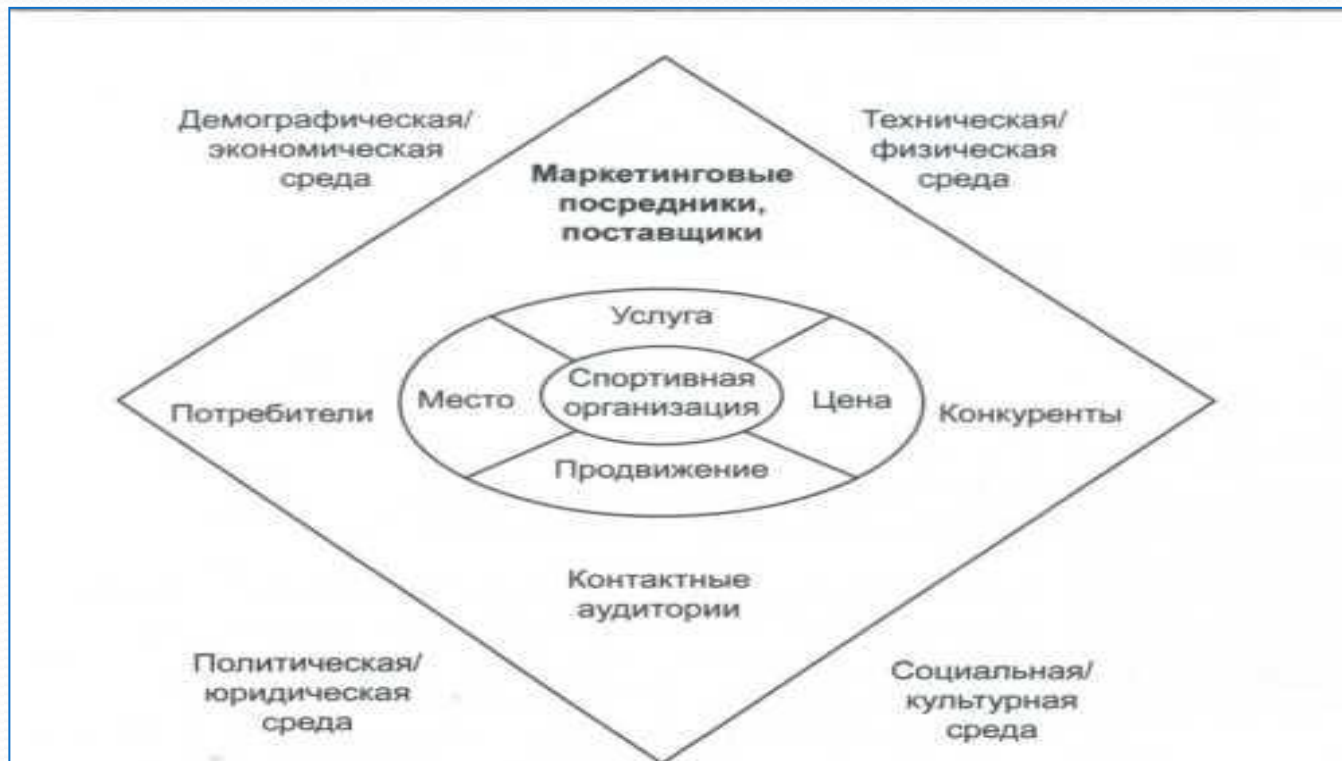 Демографическая/
экономическая
среда
Техническая/
физическая
среда
Маркетинговые
посредники,
поставщики
Услуга
Потребители
Место
Спортивная
организация
Цена
Конкуренты
Продвижение
Контактные
аудитории
Политическая/
юридическая
среда
Социальная/
культурная
среда